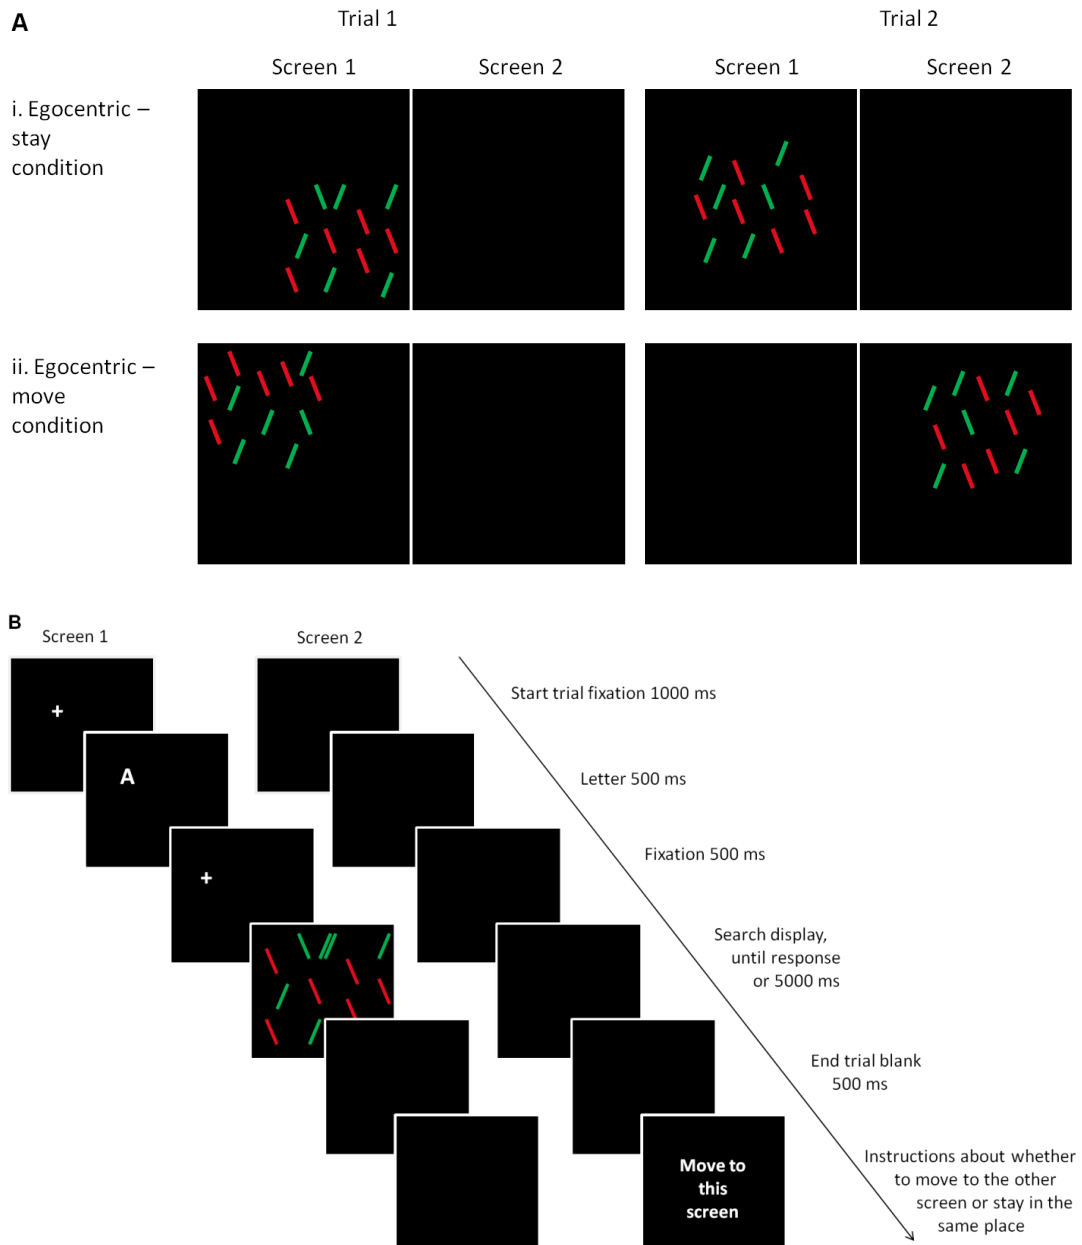 A
Trial 1
Trial 2
Screen 1
Screen 2
Screen 1
Screen 2
i. Egocentric –
stay
condition
ii. Egocentric –
move
condition
B
Screen 1
Screen 2
+
Start trial fixation 1000 ms
A
Letter 500 ms
+
Fixation 500 ms
Search display,
until response
or 5000 ms
End trial blank
500 ms
Move to
this
screen
Instructions about whether
to move to the other
screen or stay in the
same place